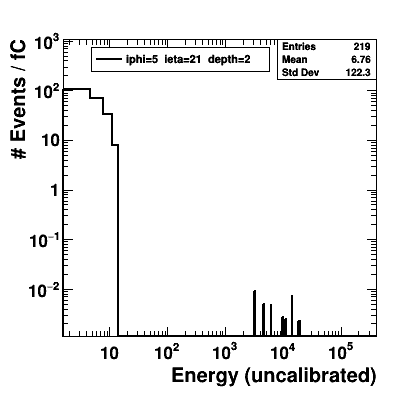 # Events / fC
10³
10²
10
1
10⁻¹
10⁻²
iphi=5 ieta=21 depth=2
Entries 219
Mean 6.76
Std Dev 122.3
10 10² 10³ 10⁴ 10⁵
Energy (uncalibrated)